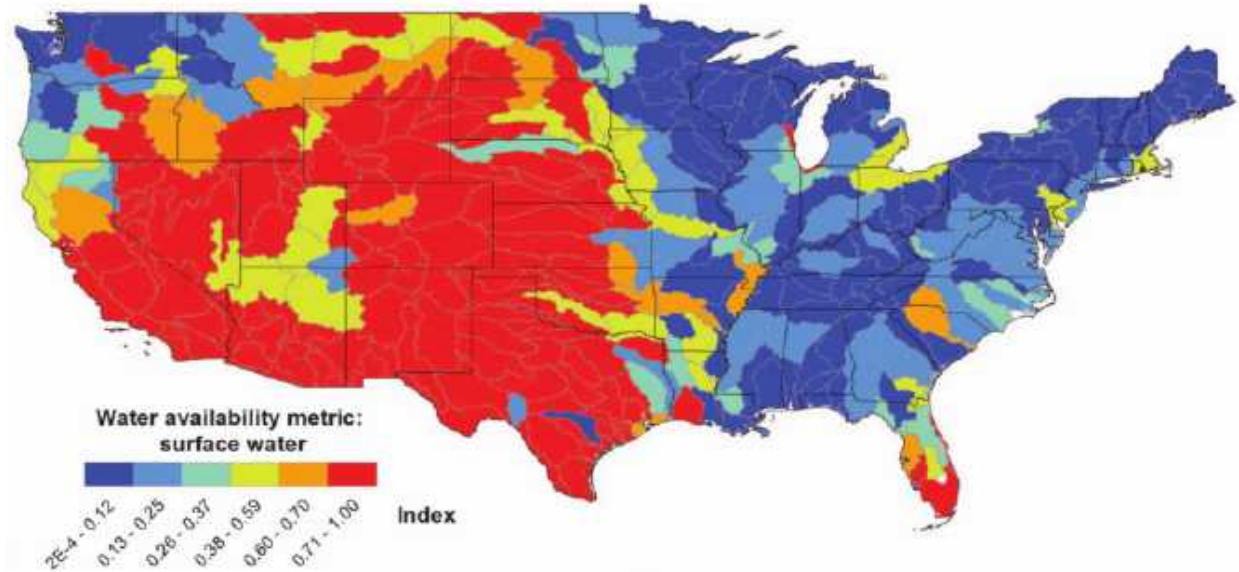 Water availability metric:
surface water
2E-4 - 0.12
0.13 - 0.25
0.26 - 0.37
0.38 - 0.59
0.60 - 0.70
0.71 - 1.00
Index